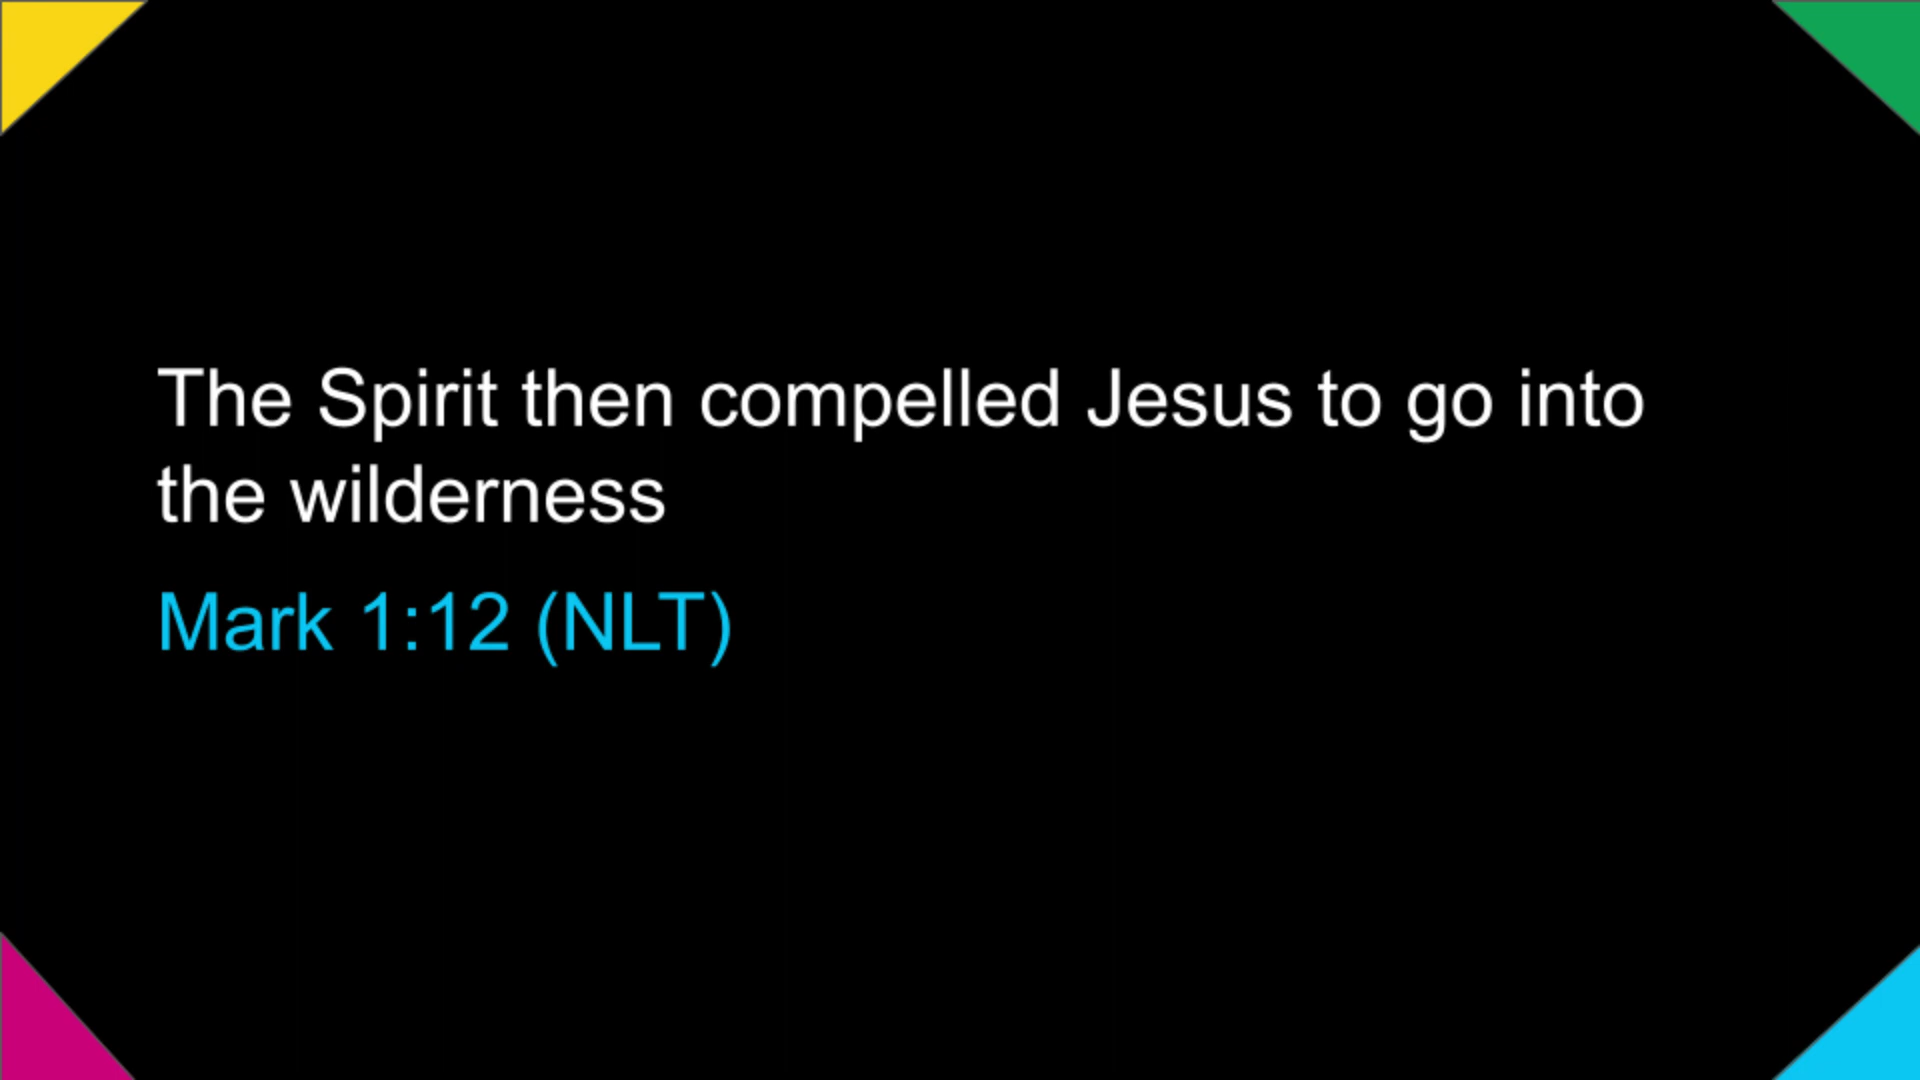 The Spirit then compelled Jesus to go into
the wilderness
Mark 1:12 (NLT)